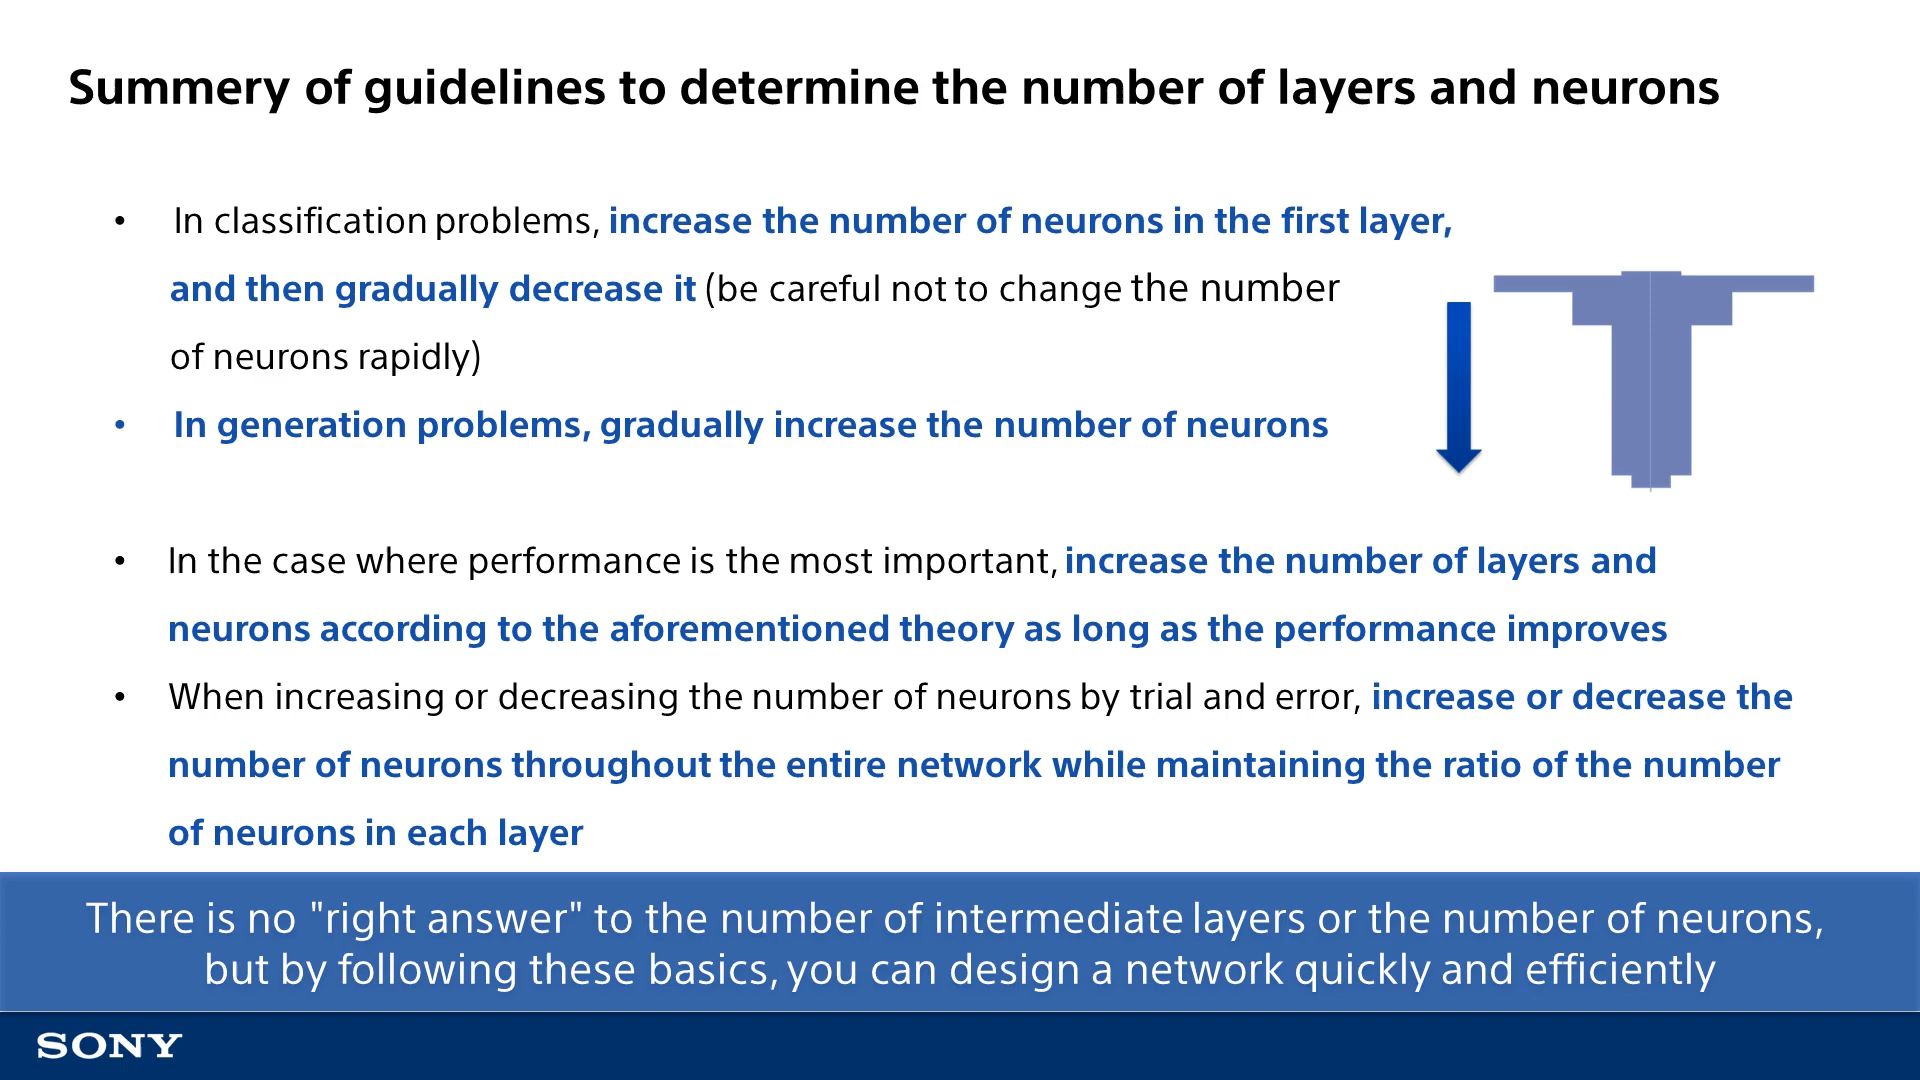 Summery of guidelines to determine the number of layers and neurons
• In classification problems, increase the number of neurons in the first layer,
and then gradually decrease it (be careful not to change the number
of neurons rapidly)
• In generation problems, gradually increase the number of neurons
• In the case where performance is the most important, increase the number of layers and
neurons according to the aforementioned theory as long as the performance improves
• When increasing or decreasing the number of neurons by trial and error, increase or decrease the
number of neurons throughout the entire network while maintaining the ratio of the number
of neurons in each layer
There is no "right answer" to the number of intermediate layers or the number of neurons,
but by following these basics, you can design a network quickly and efficiently
SONY